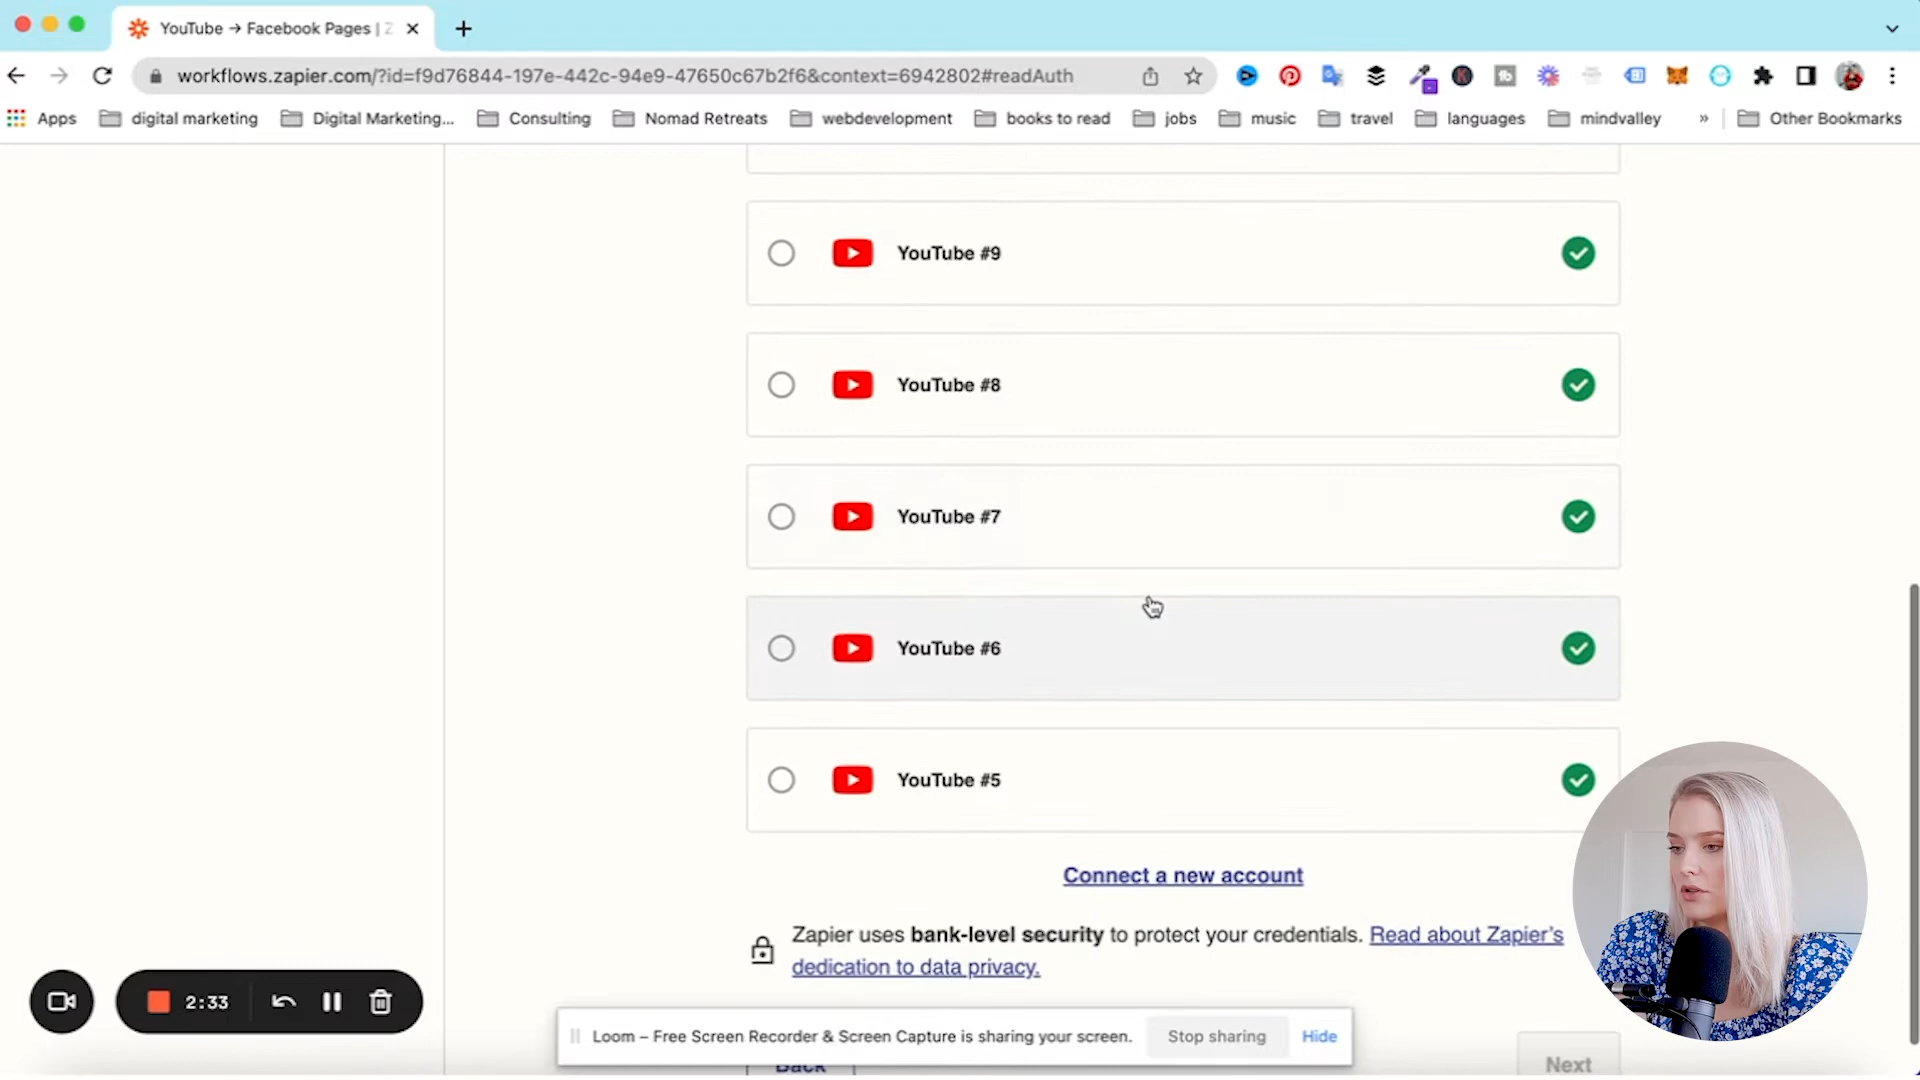 YouTube → Facebook Pages | Z
workflows.zapier.com/?id=f9d76844-197e-442c-94e9-47650c67b2f6&context=6942802#readAuth
Apps digital marketing Digital Marketing... Consulting Nomad Retreats webdevelopment books to read jobs music travel languages mindvalley » Other Bookmarks
YouTube #9
YouTube #8
YouTube #7
YouTube #6
YouTube #5
Connect a new account
Zapier uses bank-level security to protect your credentials. Read about Zapier's
dedication to data privacy.
2:33
Loom – Free Screen Recorder & Screen Capture is sharing your screen. Stop sharing Hide
Back Next